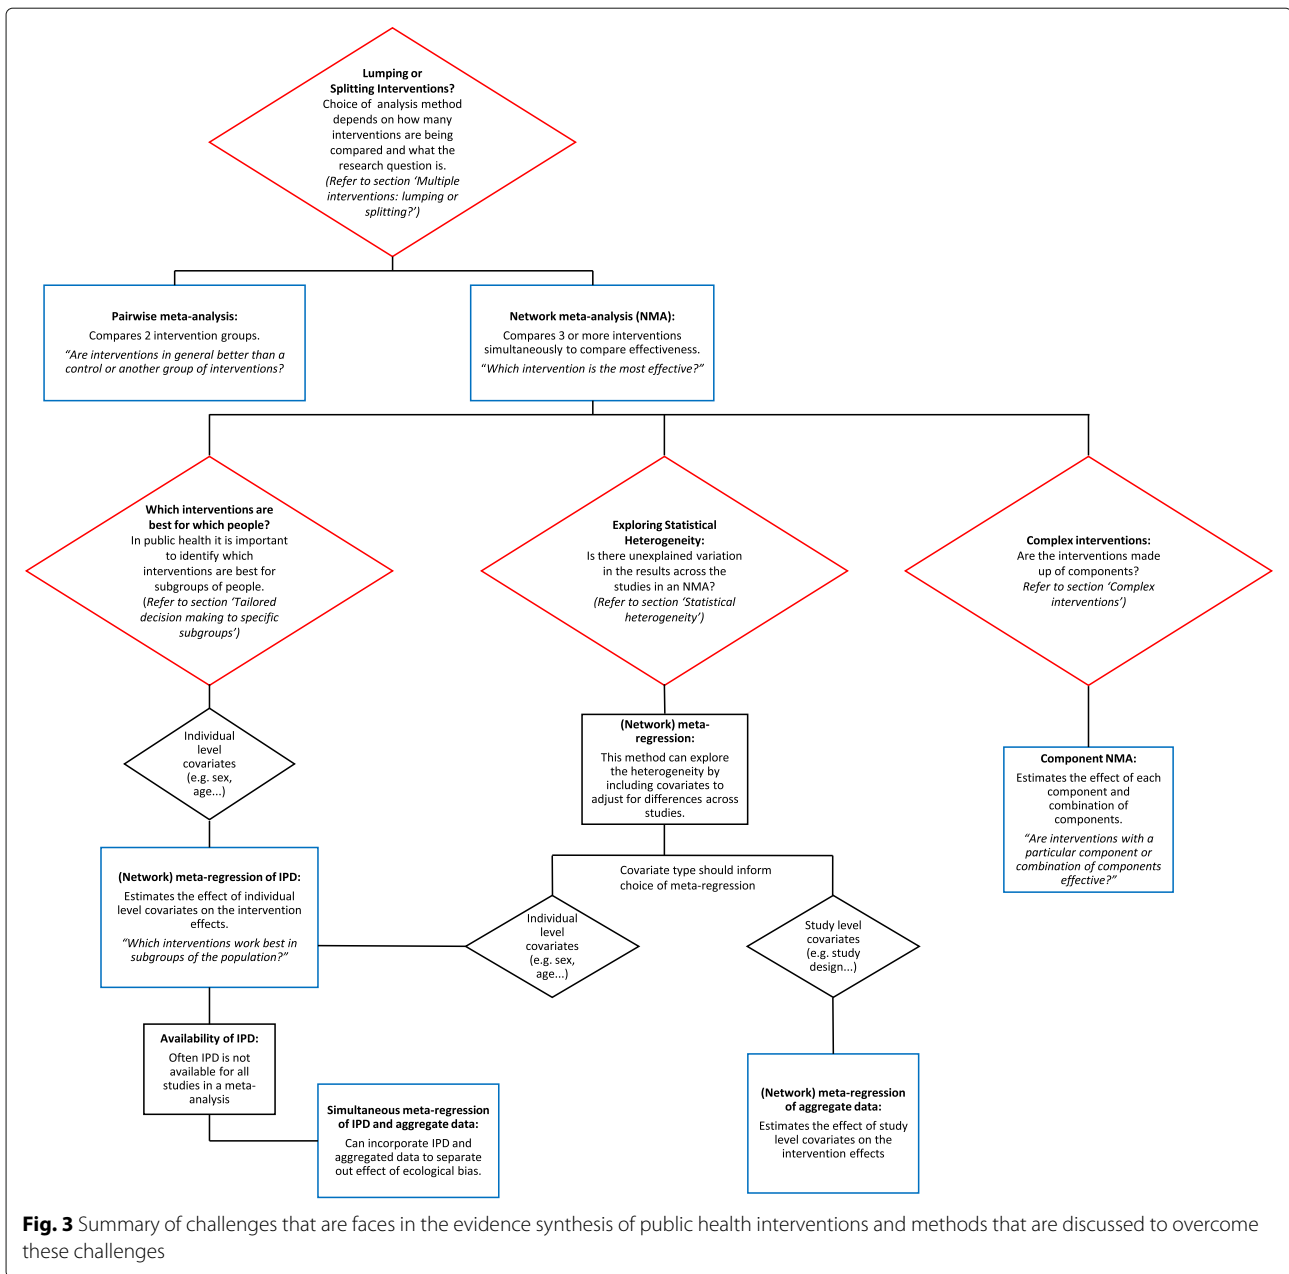 Lumping or
Splitting Interventions?
Choice of analysis method
depends on how many
interventions are being
compared and what the
research question is.
(Refer to section ‘Multiple
interventions: lumping or
splitting?’)
Pairwise meta-analysis:
Compares 2 intervention groups.
“Are interventions in general better than a
control or another group of interventions?
Network meta-analysis (NMA):
Compares 3 or more interventions
simultaneously to compare effectiveness.
“Which intervention is the most effective?”
Which interventions are
best for which people?
In public health it is important
to identify which
interventions are best for
subgroups of people.
(Refer to section ‘Tailored
decision making to specific
subgroups’)
Exploring Statistical
Heterogeneity:
Is there unexplained variation
in the results across the
studies in an NMA?
(Refer to section ‘Statistical
heterogeneity’)
Complex interventions:
Are the interventions made
up of components?
Refer to section ‘Complex
interventions’)
Individual
level
covariates
(e.g. sex,
age...)
(Network) meta-
regression:
This method can explore
the heterogeneity by
including covariates to
adjust for differences across
studies.
Component NMA:
Estimates the effect of each
component and
combination of
components.
“Are interventions with a
particular component or
combination of components
effective?”
(Network) meta-regression of IPD:
Estimates the effect of individual
level covariates on the intervention
effects.
“Which interventions work best in
subgroups of the population?”
Covariate type should inform
choice of meta-regression
Individual
level
covariates
(e.g. sex,
age...)
Study level
covariates
(e.g. study
design...)
Availability of IPD:
Often IPD is not
available for all
studies in a meta-
analysis
Simultaneous meta-regression
of IPD and aggregate data:
Can incorporate IPD and
aggregated data to separate
out effect of ecological bias.
(Network) meta-regression
of aggregate data:
Estimates the effect of study
level covariates on the
intervention effects
Fig. 3 Summary of challenges that are faces in the evidence synthesis of public health interventions and methods that are discussed to overcome
these challenges